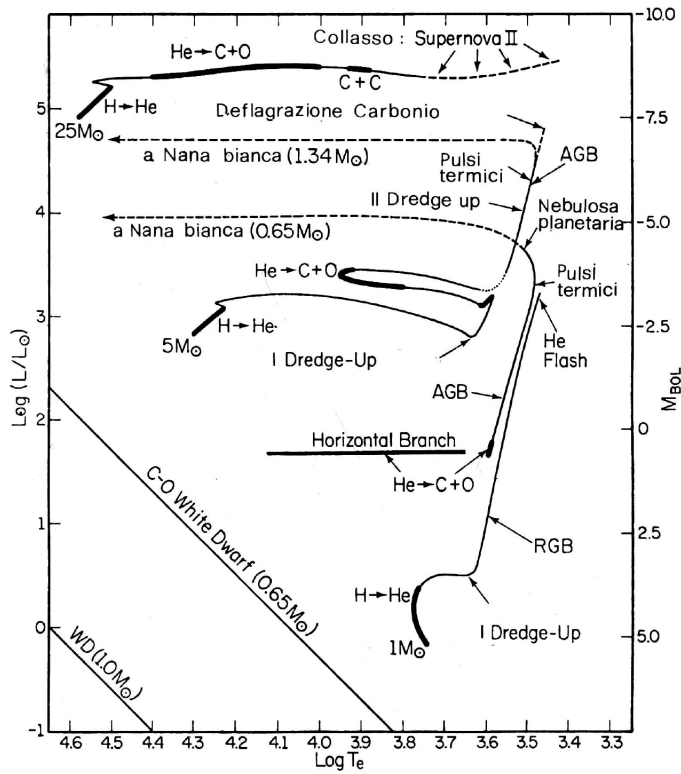 -10.0
Collasso : Supernova II
He→C+O
C+C
5
H→He
Deflagrazione Carbonio
-7.5
25M⊙
a Nana bianca (1.34M⊙)
Pulsi
termici
AGB
II Dredge up
4
Nebulosa
planetaria
-5.0
a Nana bianca (0.65M⊙)
He→C+O
Pulsi
termici
3
H→He
5M⊙
I Dredge-Up
He
Flash
-2.5
Log (L/L⊙)
MBOL
AGB
2
0
Horizontal Branch
He→C+O
C-O White Dwarf (0.65M⊙)
1
2.5
RGB
H→He
I Dredge-Up
1M⊙
0
5.0
WD (1.0M⊙)
-1
4.6 4.5 4.4 4.3 4.2 4.1 4.0 3.9 3.8 3.7 3.6 3.5 3.4 3.3 3.25
Log Te